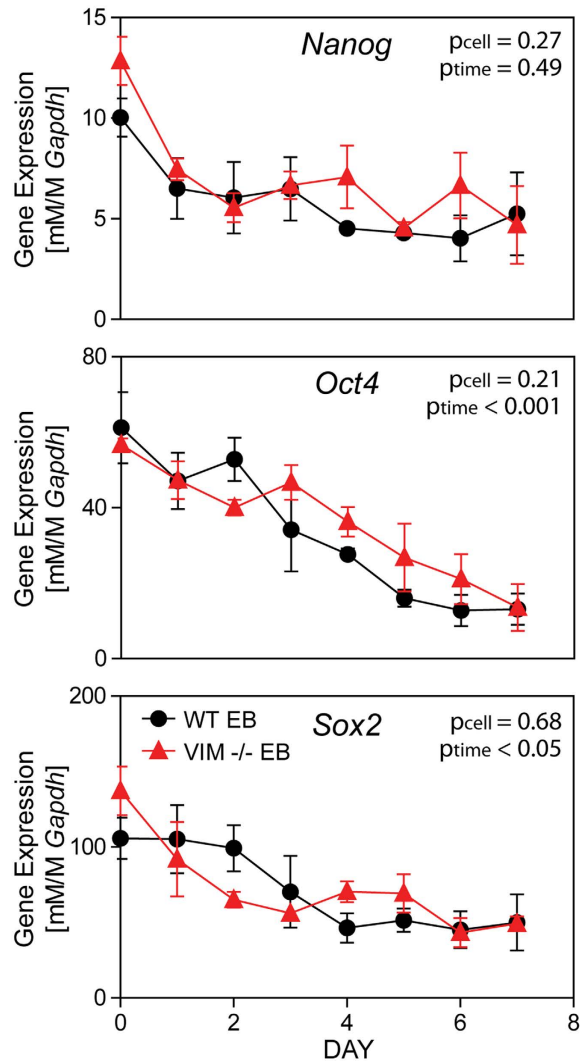 Nanog
pcell = 0.27
ptime = 0.49
Gene Expression
[mM/M Gapdh]
15
10
5
0
Oct4
pcell = 0.21
ptime < 0.001
Gene Expression
[mM/M Gapdh]
80
40
0
WT EB
VIM -/- EB
Sox2
pcell = 0.68
ptime < 0.05
Gene Expression
[mM/M Gapdh]
200
100
0
0 2 4 6 8
DAY